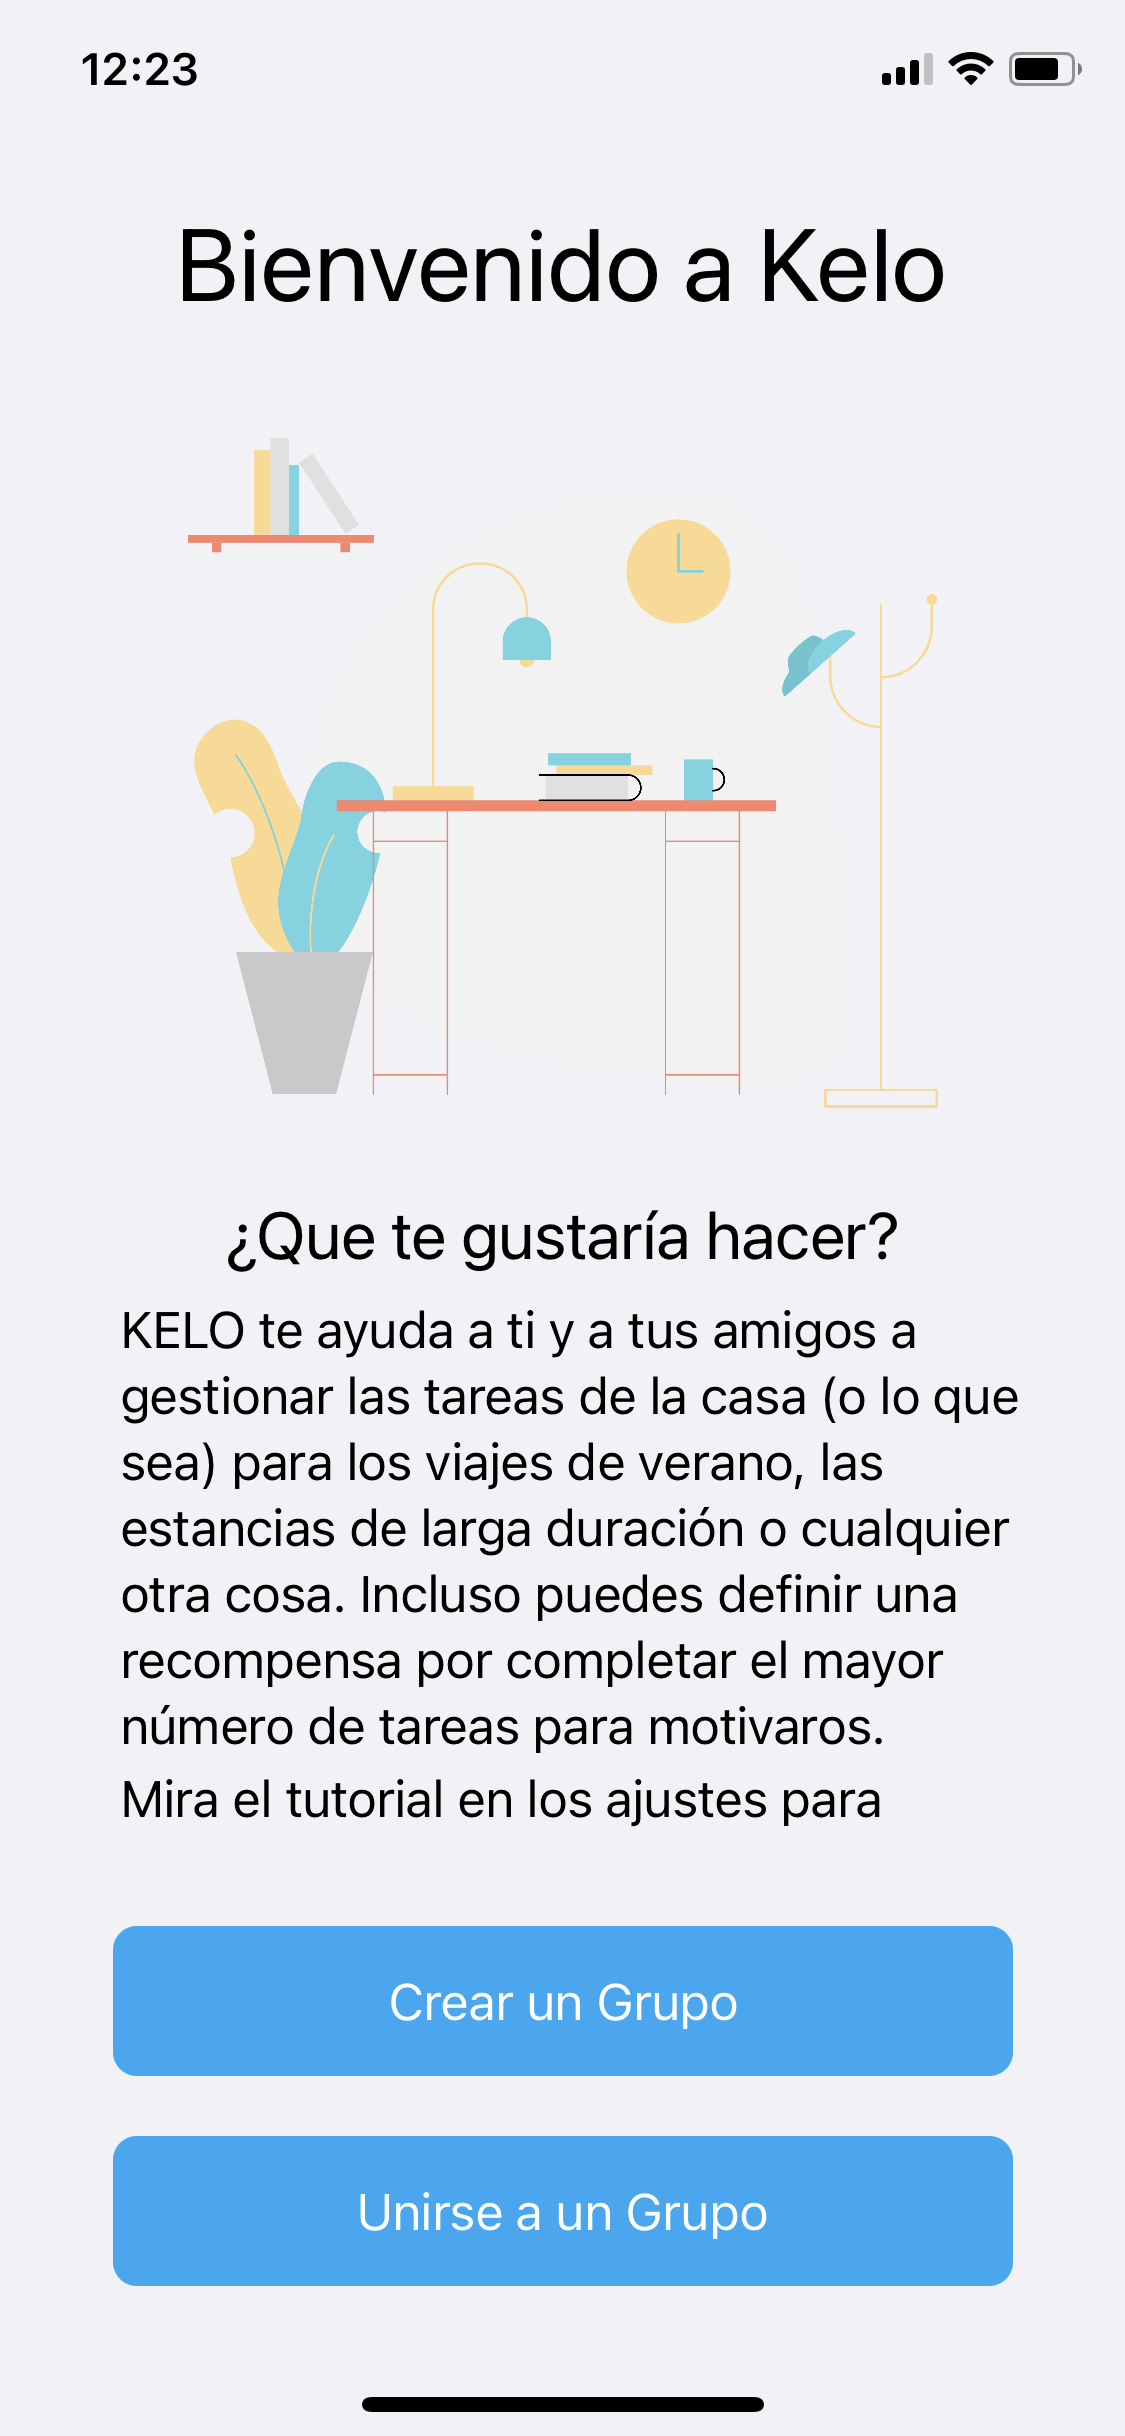 12:23
Bienvenido a Kelo
¿Que te gustaría hacer?
KELO te ayuda a ti y a tus amigos a
gestionar las tareas de la casa (o lo que
sea) para los viajes de verano, las
estancias de larga duración o cualquier
otra cosa. Incluso puedes definir una
recompensa por completar el mayor
número de tareas para motivaros.
Mira el tutorial en los ajustes para
Crear un Grupo
Unirse a un Grupo